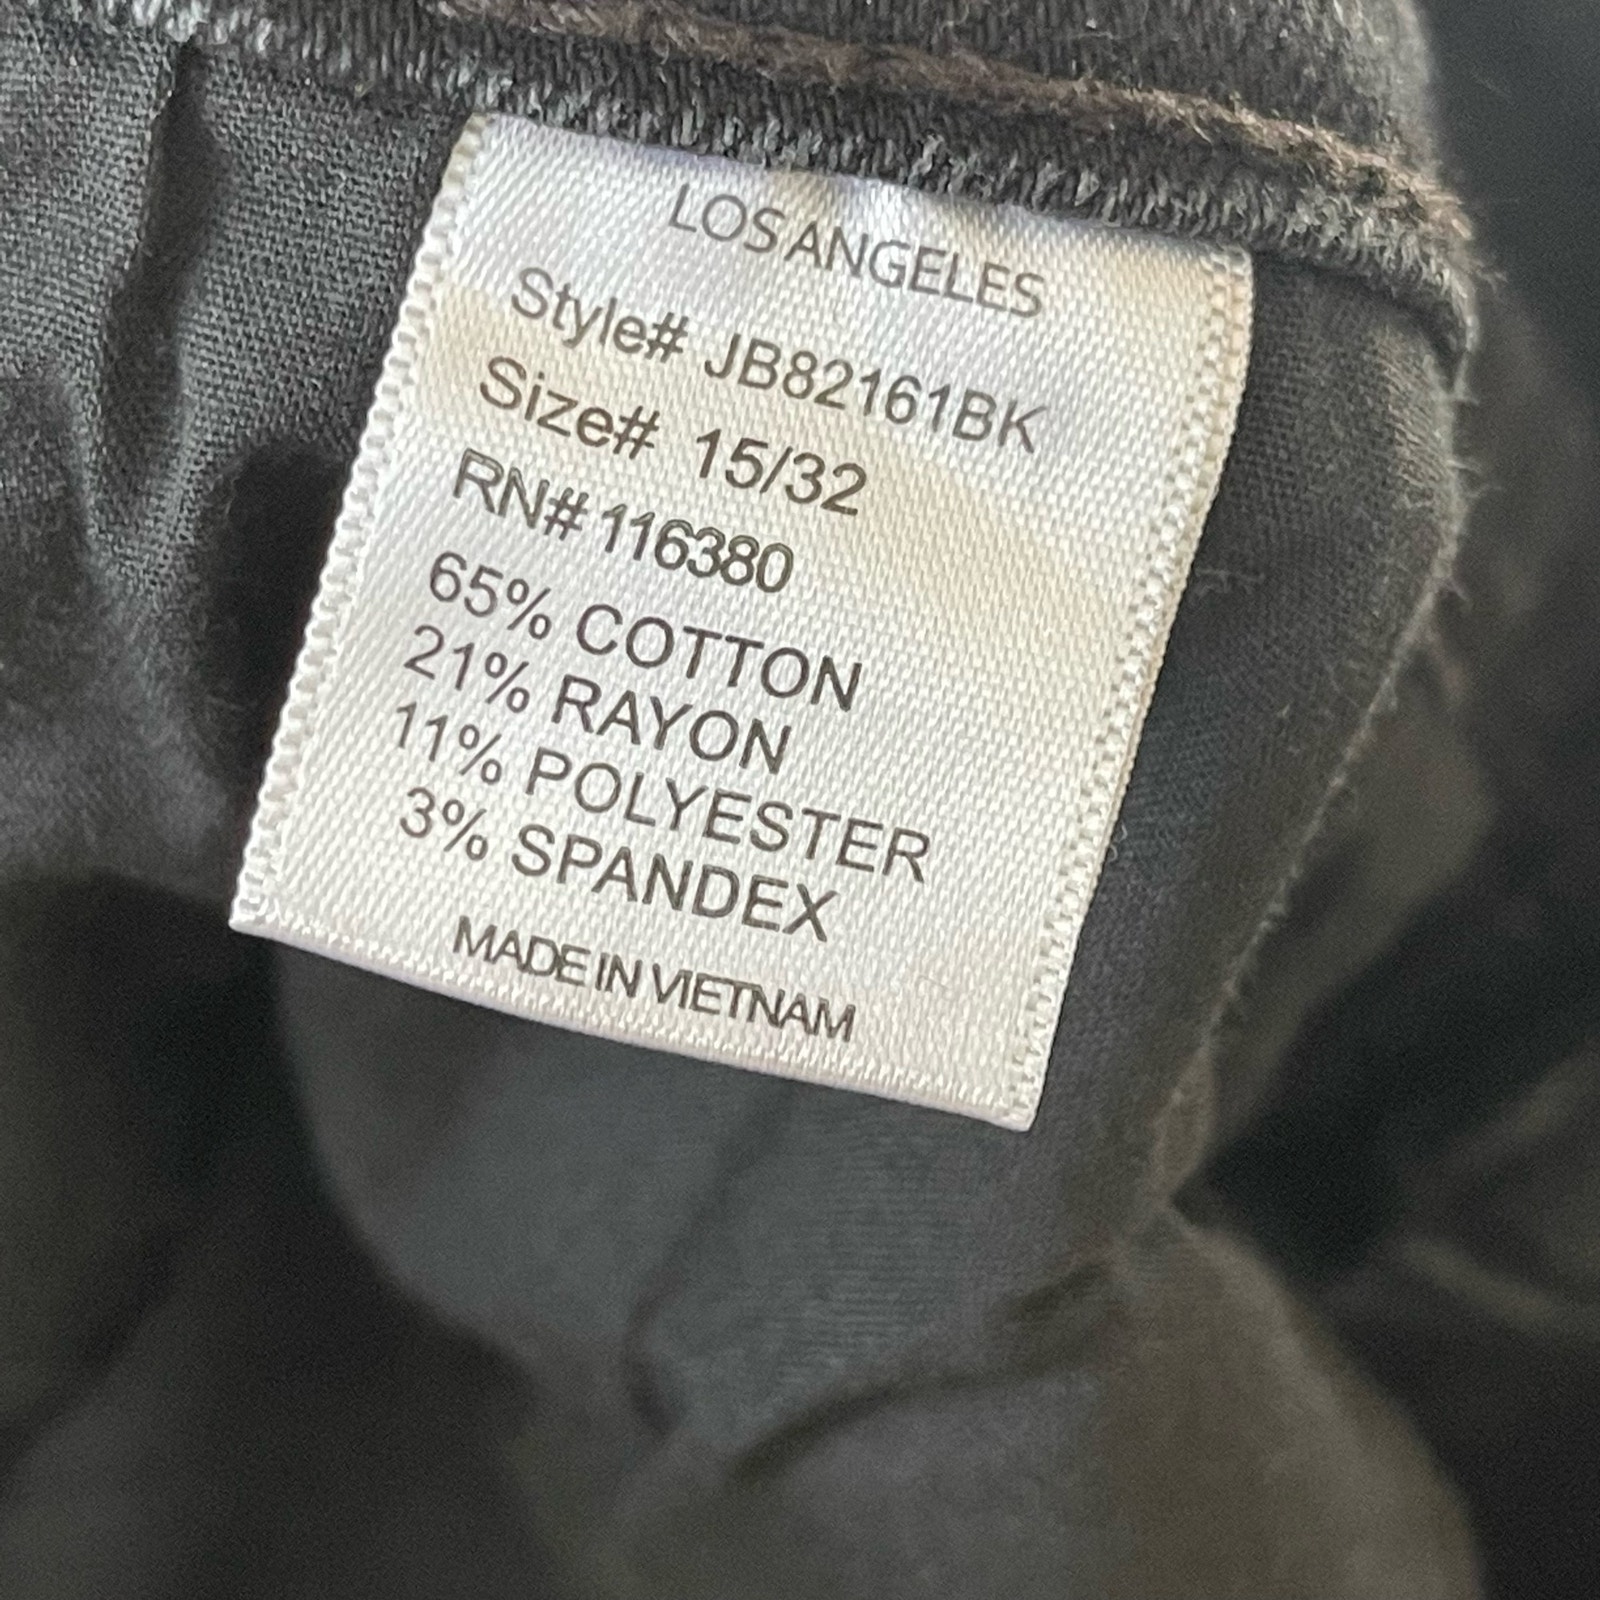 LOS ANGELES
Style# JB82161BK
Size# 15/32
RN# 116380
65% COTTON
21% RAYON
11% POLYESTER
3% SPANDEX
MADE IN VIETNAM